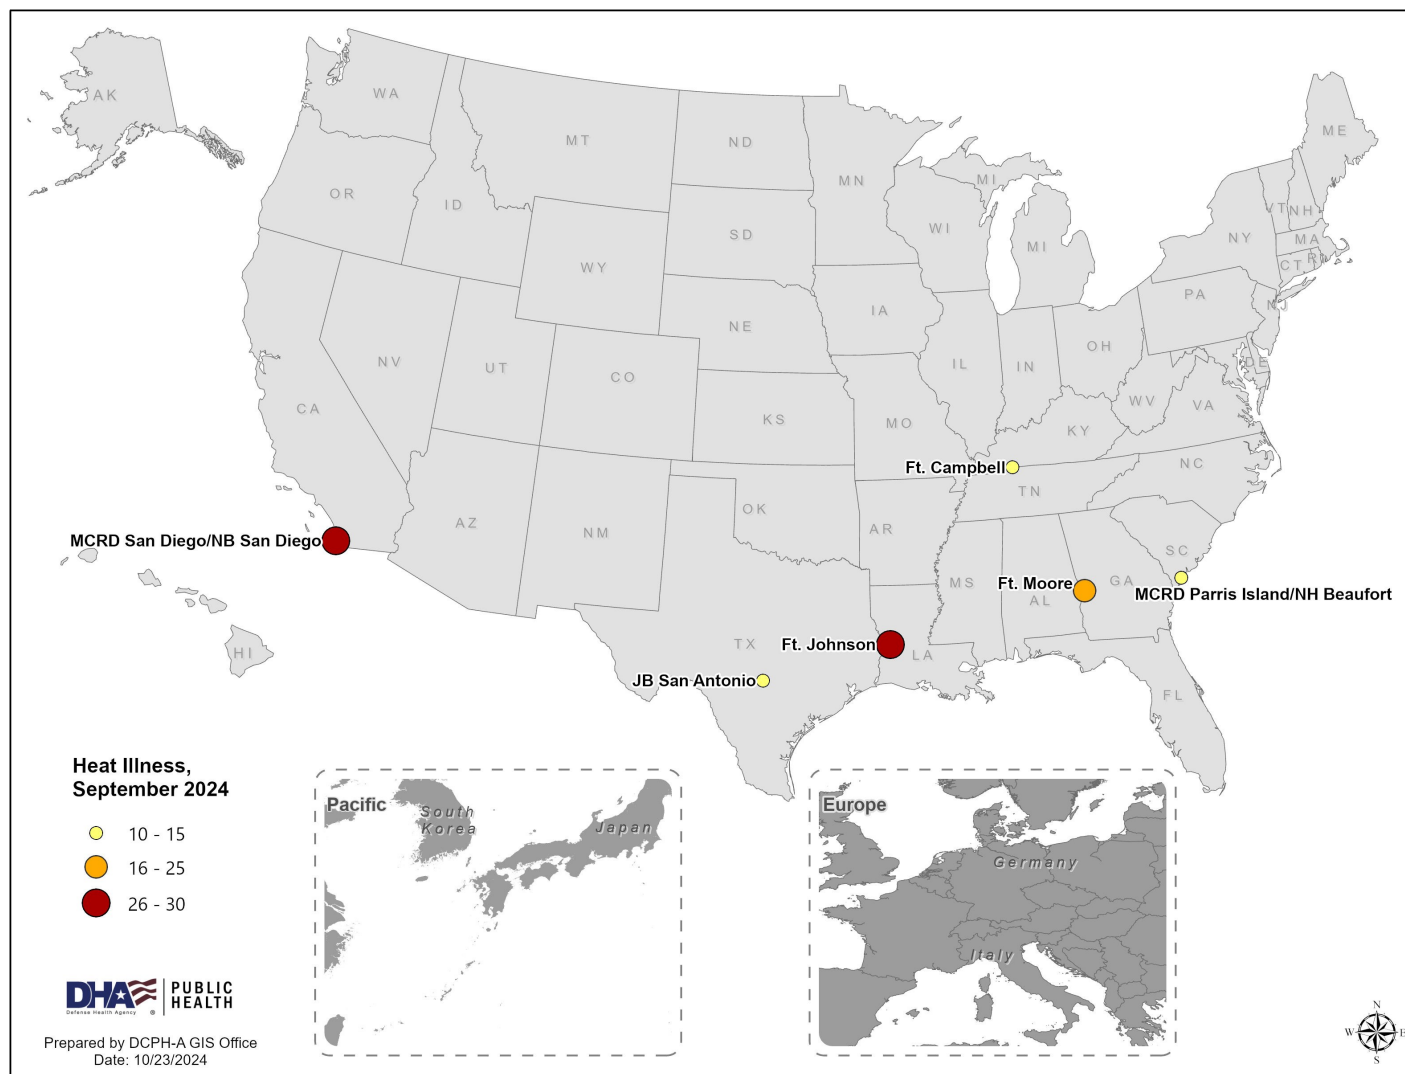 AK
WA
OR
ID
MT
ND
MN
SD
WY
NE
IA
WI
MI
MI
ME
VT
NH
NY
MA
CT
RI
PA
NJ
DE
OH
IN
IL
WV
VA
KY
NC
TN
SC
GA
AL
MS
AR
LA
FL
MO
KS
OK
TX
CO
UT
NV
CA
AZ
NM
HI
Ft. Campbell
MCRD San Diego/NB San Diego
Ft. Moore
MCRD Parris Island/NH Beaufort
Ft. Johnson
JB San Antonio
Heat Illness,
September 2024
10 - 15
16 - 25
26 - 30
Pacific
South
Korea
Japan
Europe
Germany
Italy
DHA
Defense Health Agency ®
PUBLIC
HEALTH
Prepared by DCPH-A GIS Office
Date: 10/23/2024
N
W
E
S